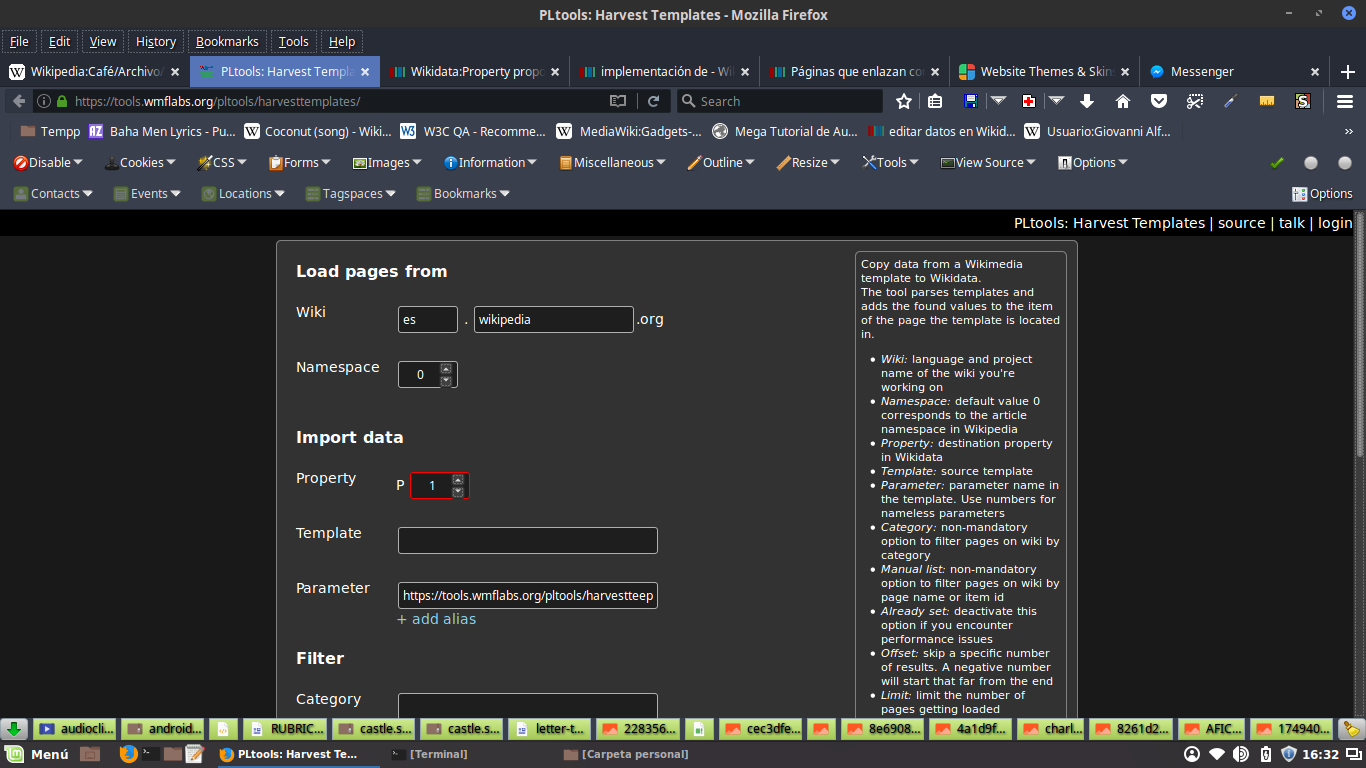 PLtools: Harvest Templates - Mozilla Firefox
File Edit View History Bookmarks Tools Help
Wikipedia:Café/Archivo/ PLtools: Harvest Templa Wikidata:Property propo implementación de - Wil Páginas que enlazan co Website Themes & Skins Messenger
https://tools.wmflabs.org/pltools/harvesttemplates/ Search
Tempp Baha Men Lyrics - Pu... Coconut (song) - Wiki... W3C QA - Recomme... MediaWiki:Gadgets-... Mega Tutorial de Au... editar datos en Wikid... Usuario:Giovanni Alf... »
Disable Cookies CSS Forms Images Information Miscellaneous Outline Resize Tools View Source Options
Contacts Events Locations Tagspaces Bookmarks Options
PLtools: Harvest Templates | source | talk | login
Load pages from
Wiki es . wikipedia .org
Namespace 0
Import data
Property P 1
Template
Parameter https://tools.wmflabs.org/pltools/harvestteep
+ add alias
Filter
Category
Copy data from a Wikimedia
template to Wikidata.
The tool parses templates and
adds the found values to the item
of the page the template is located
in.
• Wiki: language and project
name of the wiki you're
working on
• Namespace: default value 0
corresponds to the article
namespace in Wikipedia
• Property: destination property
in Wikidata
• Template: source template
• Parameter: parameter name in
the template. Use numbers for
nameless parameters
• Category: non-mandatory
option to filter pages on wiki by
category
• Manual list: non-mandatory
option to filter pages on wiki by
page name or item id
• Already set: deactivate this
option if you encounter
performance issues
• Offset: skip a specific number
of results. A negative number
will start that far from the end
• Limit: limit the number of
pages getting loaded
audiocli... android... RUBRIC... castle.s... castle.s... letter-t... 228356... cec3dfe... 8e6908... 4a1d9f... charl... 8261d2... AFIC... 174940...
Menú PLtools: Harvest Te... [Terminal] [Carpeta personal] 16:32